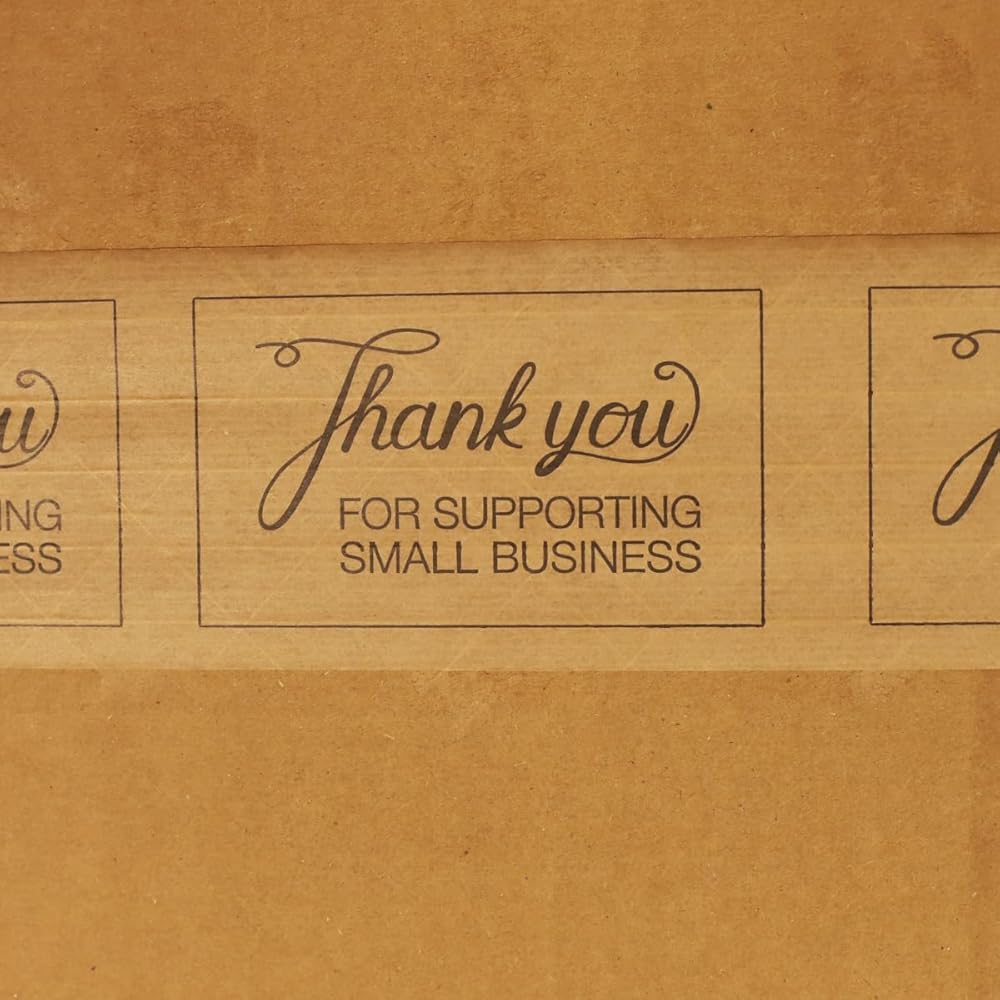 Thank you
FOR SUPPORTING
SMALL BUSINESS